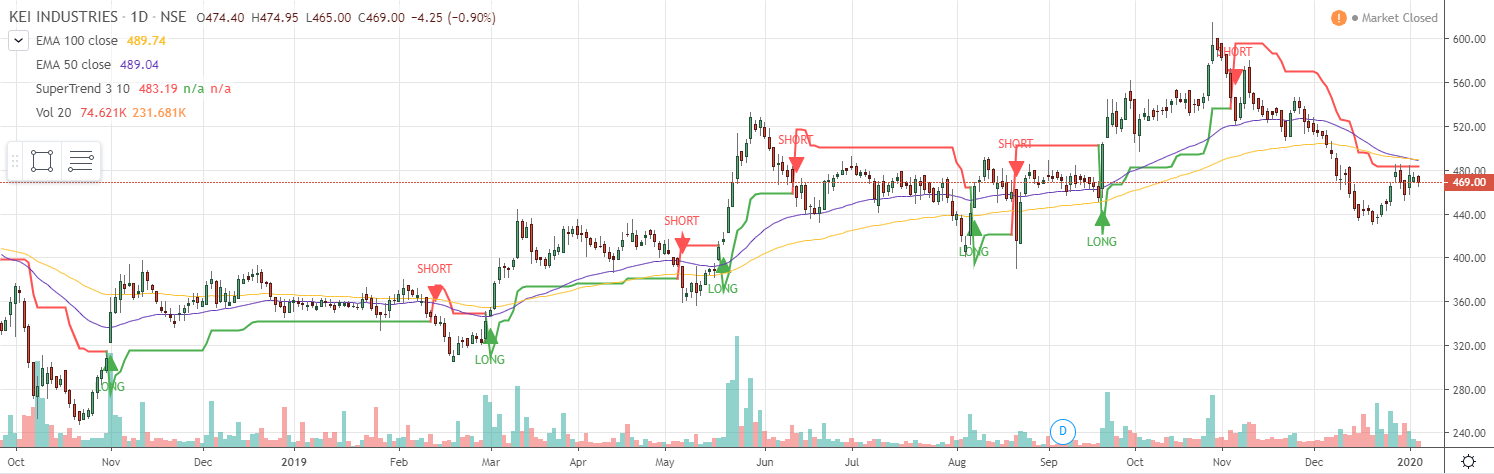 KEI INDUSTRIES · 1D · NSE O474.40 H474.95 L465.00 C469.00 −4.25 (−0.90%)
! Market Closed
EMA 100 close 489.74
EMA 50 close 489.04
SuperTrend 3 10 483.19 n/a n/a
Vol 20 74.621K 231.681K
600.00
560.00
520.00
480.00
469.00
440.00
400.00
360.00
320.00
280.00
240.00
SHORT
SHORT
SHORT
SHORT
SHORT
LONG
LONG
LONG
LONG
LONG
D
Oct Nov Dec 2019 Feb Mar Apr May Jun Jul Aug Sep Oct Nov Dec 2020